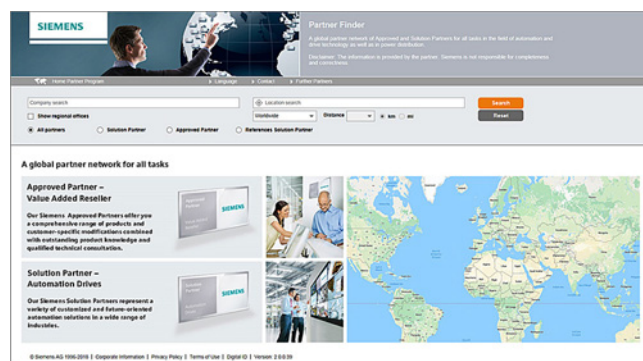 SIEMENS
Partner Finder
A global partner network of Approved and Solution Partners for all tasks in the field of automation and
drive technology as well as in power distribution.
Disclaimer: The information is provided by the partner. Siemens is not responsible for completeness
and correctness.
Home Partner Program
Language
Contact
Further Partners
Company search
Location search
Search
Show regional offices
Worldwide
Distance
km
mi
Reset
All partners
Solution Partner
Approved Partner
References Solution Partner
A global partner network for all tasks
Approved Partner –
Value Added Reseller
Our Siemens Approved Partners offer you
a comprehensive range of products and
customer-specific modifications combined
with outstanding product knowledge and
qualified technical consultation.
Approved
Partner
SIEMENS
Solution Partner –
Automation Drives
Our Siemens Solution Partners represent a
variety of customized and future-oriented
automation solutions in a wide range of
industries.
Solution
Partner
SIEMENS
© Siemens AG 1996-2018 | Corporate Information | Privacy Policy | Terms of Use | Digital ID | Version: 2.0.0.39